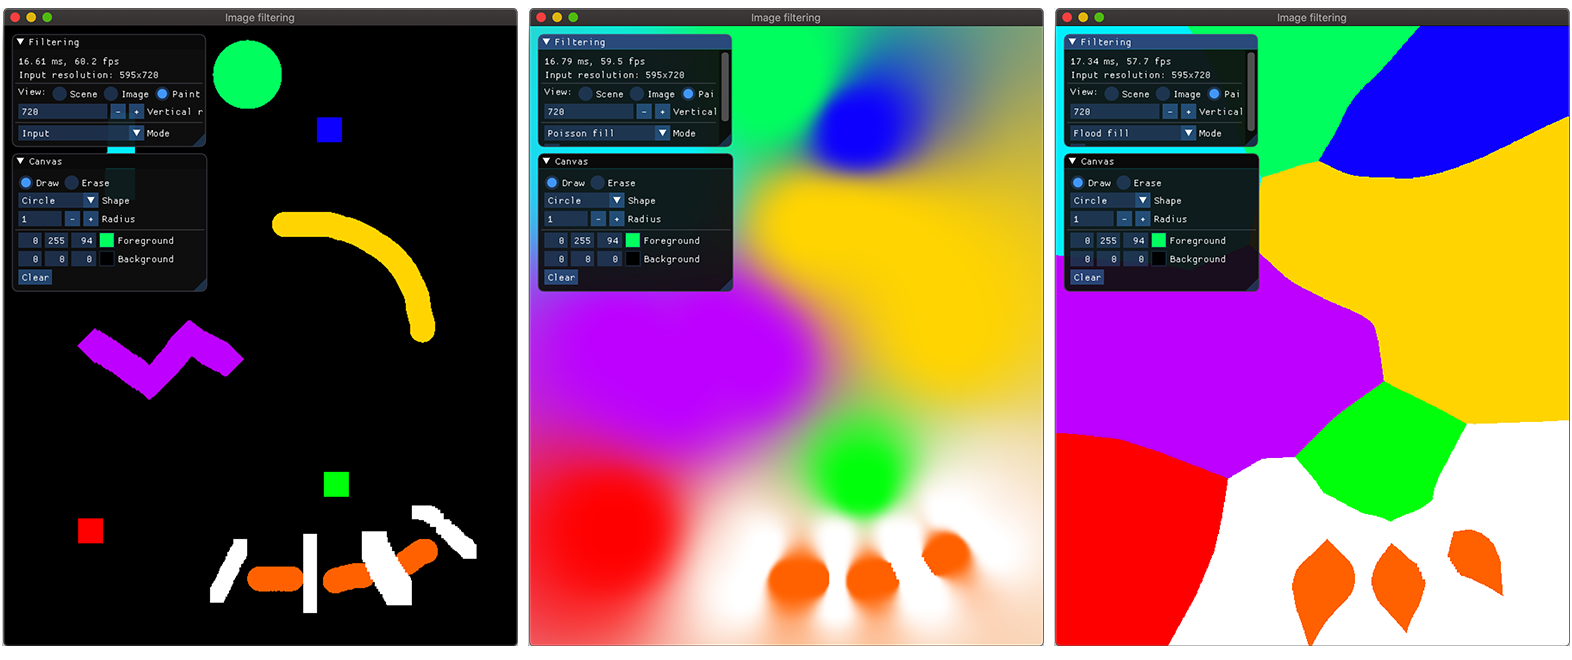 Image filtering
Filtering
16.61 ms, 60.2 fps
Input resolution: 595x720
View: Scene Image Paint
720 - + Vertical r
Input Mode
Canvas
Draw Erase
Circle Shape
1 - + Radius
0 255 94 Foreground
0 0 0 Background
Clear
Image filtering
Filtering
16.79 ms, 59.5 fps
Input resolution: 595x720
View: Scene Image Pai
720 - + Vertical
Poisson fill Mode
Canvas
Draw Erase
Circle Shape
1 - + Radius
0 255 94 Foreground
0 0 0 Background
Clear
Image filtering
Filtering
17.34 ms, 57.7 fps
Input resolution: 595x720
View: Scene Image Pai
720 - + Vertical
Flood fill Mode
Canvas
Draw Erase
Circle Shape
1 - + Radius
0 255 94 Foreground
0 0 0 Background
Clear